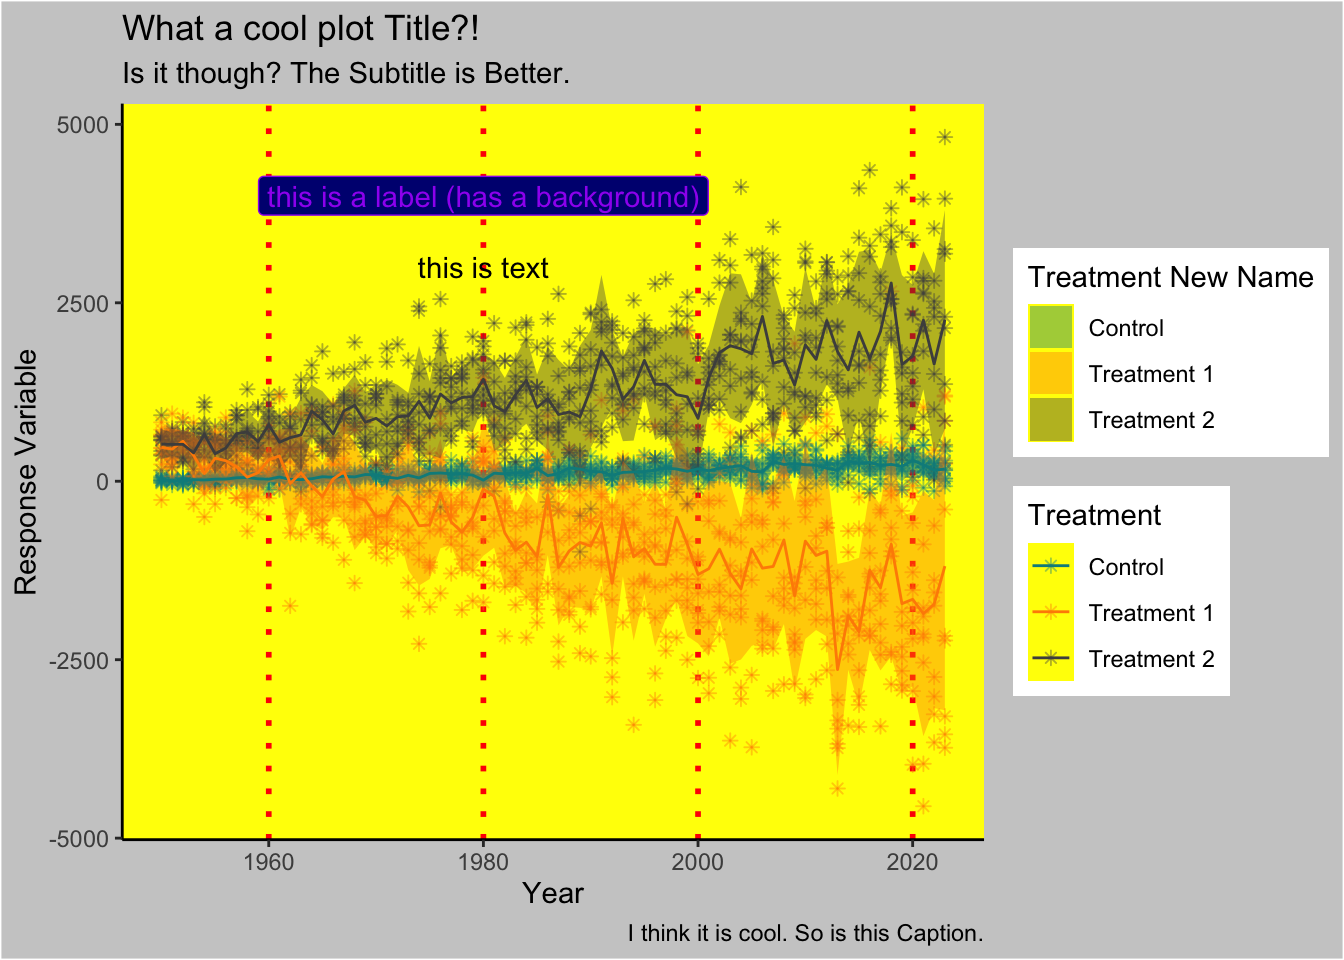 What a cool plot Title?!
Is it though? The Subtitle is Better.
5000
2500
0
-2500
-5000
Response Variable
this is a label (has a background)
this is text
1960
1980
2000
2020
Year
I think it is cool. So is this Caption.
Treatment New Name
Control
Treatment 1
Treatment 2
Treatment
Control
Treatment 1
Treatment 2